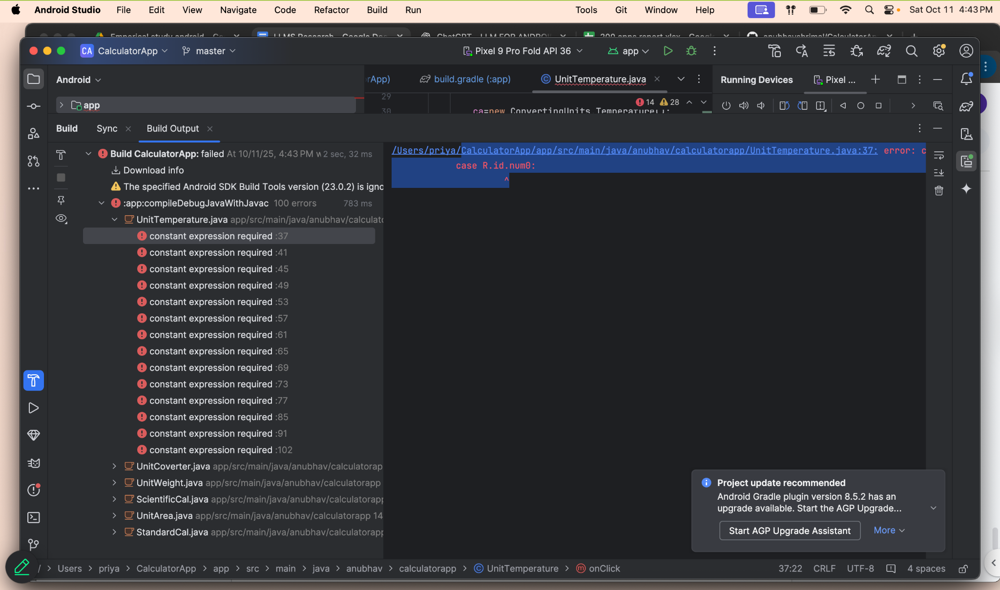 Android Studio File Edit View Navigate Code Refactor Build Run Tools Git Window Help Sat Oct 11 4:43 PM
CA CalculatorApp master Pixel 9 Pro Fold API 36 app
Android
rApp) build.gradle (:app) UnitTemperature.java
Running Devices Pixel ...
app
29
30
14 28
ca=new ConvertingUnits.Temperature();
Build Sync Build Output
Build CalculatorApp: failed At 10/11/25, 4:43 PM w 2 sec, 32 ms
Download info
The specified Android SDK Build Tools version (23.0.2) is igno
:app:compileDebugJavaWithJavac 100 errors 783 ms
UnitTemperature.java app/src/main/java/anubhav/calculato
constant expression required :37
constant expression required :41
constant expression required :45
constant expression required :49
constant expression required :53
constant expression required :57
constant expression required :61
constant expression required :65
constant expression required :69
constant expression required :73
constant expression required :77
constant expression required :85
constant expression required :91
constant expression required :102
UnitCoverter.java app/src/main/java/anubhav/calculatorap
UnitWeight.java app/src/main/java/anubhav/calculatorapp
ScientificCal.java app/src/main/java/anubhav/calculatorapp
UnitArea.java app/src/main/java/anubhav/calculatorapp 14
StandardCal.java app/src/main/java/anubhav/calculatorapp
/Users/priya/CalculatorApp/app/src/main/java/anubhav/calculatorapp/UnitTemperature.java:37: error: c
case R.id.num0:
^
Project update recommended
Android Gradle plugin version 8.5.2 has an
upgrade available. Start the AGP Upgrade...
Start AGP Upgrade Assistant More
/ > Users > priya > CalculatorApp > app > src > main > java > anubhav > calculatorapp > UnitTemperature > onClick
37:22 CRLF UTF-8 4 spaces